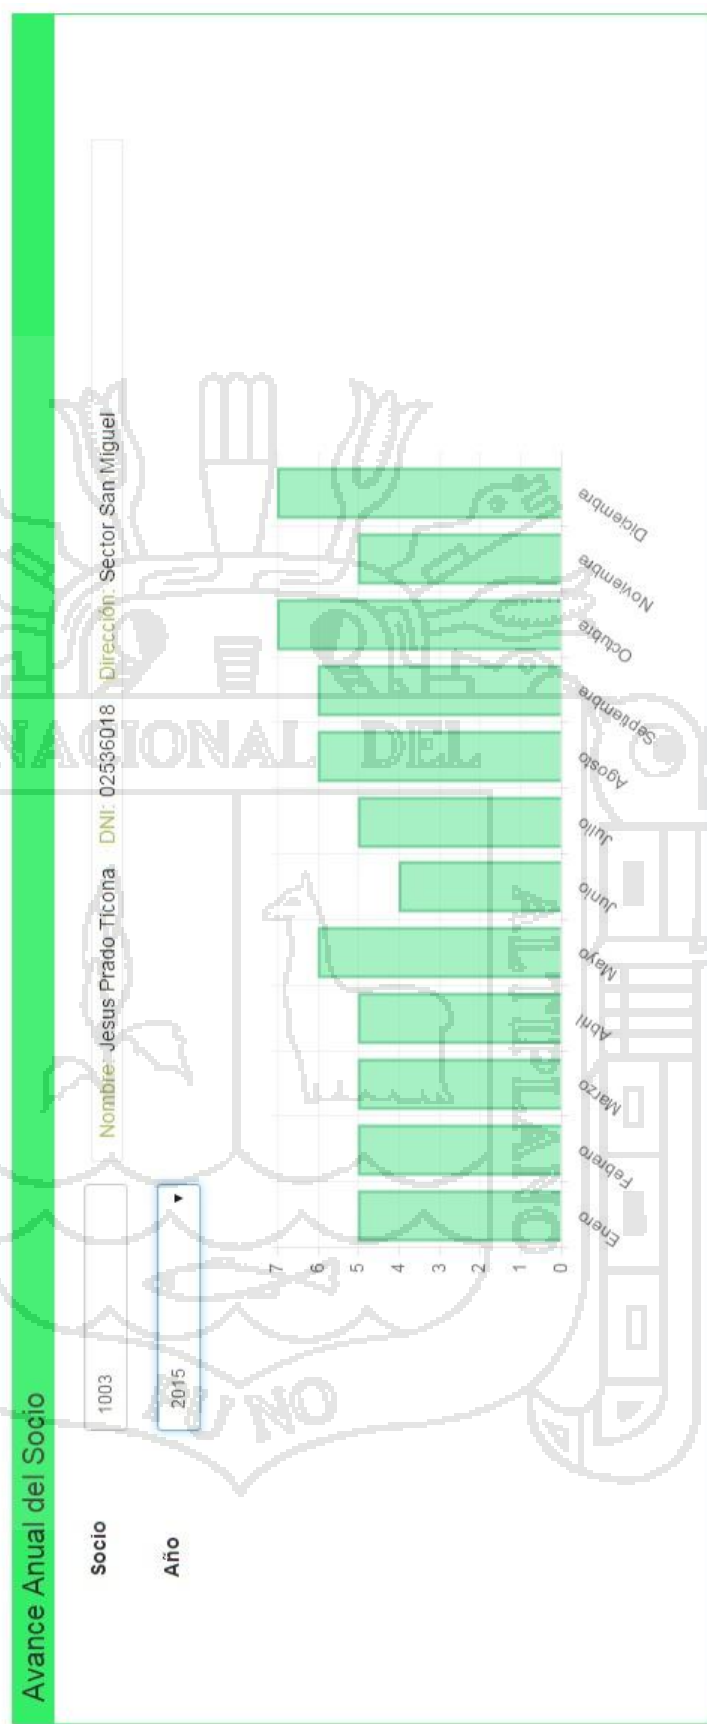 Avance Anual del Socio
Socio 1003 Nombre: Jesus Prado Ticona DNI: 02536018 Dirección: Sector San Miguel
Año 2015
7
6
5
4
3
2
1
0
Enero Febrero Marzo Abril Mayo Junio Julio Agosto Septiembre Octubre Noviembre Diciembre
NACIONAL DEL
ALTIPLANO
PUNO